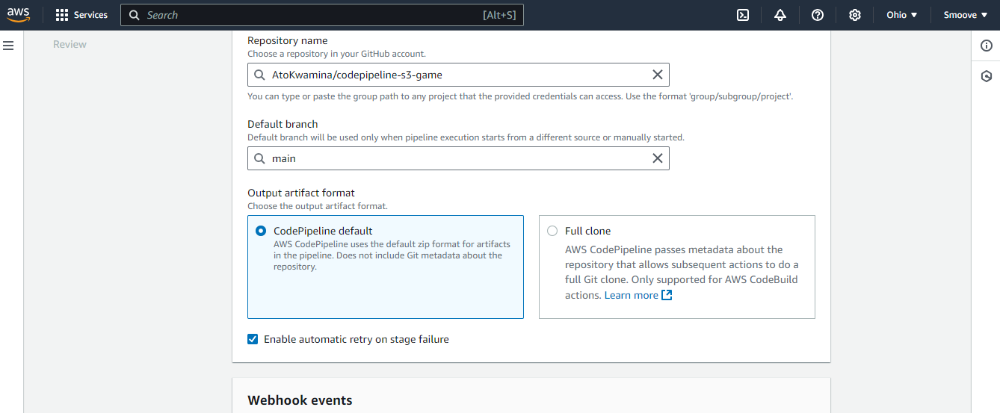 aws
Services
Search
[Alt+S]
Ohio
Smoove
Review
Repository name
Choose a repository in your GitHub account.
AtoKwamina/codepipeline-s3-game
You can type or paste the group path to any project that the provided credentials can access. Use the format 'group/subgroup/project'.
Default branch
Default branch will be used only when pipeline execution starts from a different source or manually started.
main
Output artifact format
Choose the output artifact format.
CodePipeline default
AWS CodePipeline uses the default zip format for artifacts
in the pipeline. Does not include Git metadata about the
repository.
Full clone
AWS CodePipeline passes metadata about the
repository that allows subsequent actions to do a
full Git clone. Only supported for AWS CodeBuild
actions. Learn more
Enable automatic retry on stage failure
Webhook events